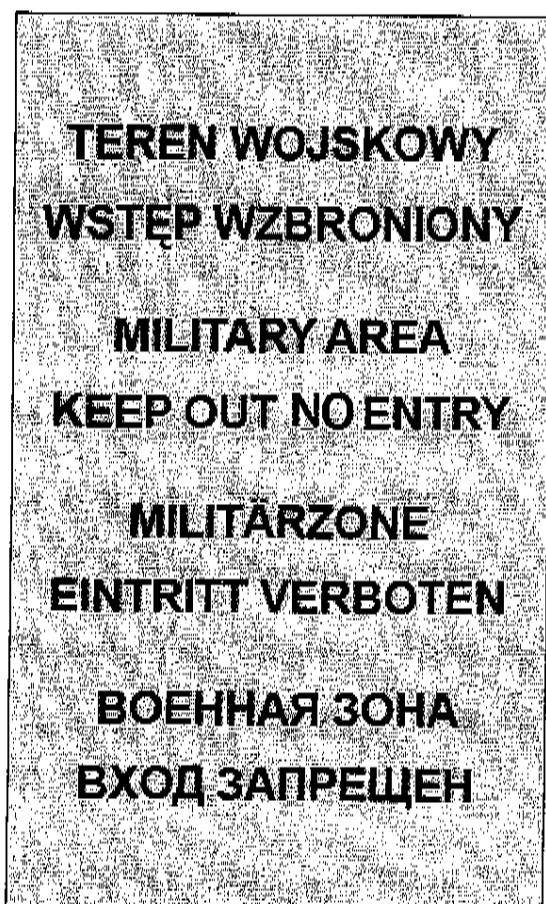 TEREN WOJSKOWY
WSTĘP WZBRONIONY
MILITARY AREA
KEEP OUT NO ENTRY
MILITÄRZONE
EINTRITT VERBOTEN
ВОЕННАЯ ЗОНА
ВХОД ЗАПРЕЩЕН